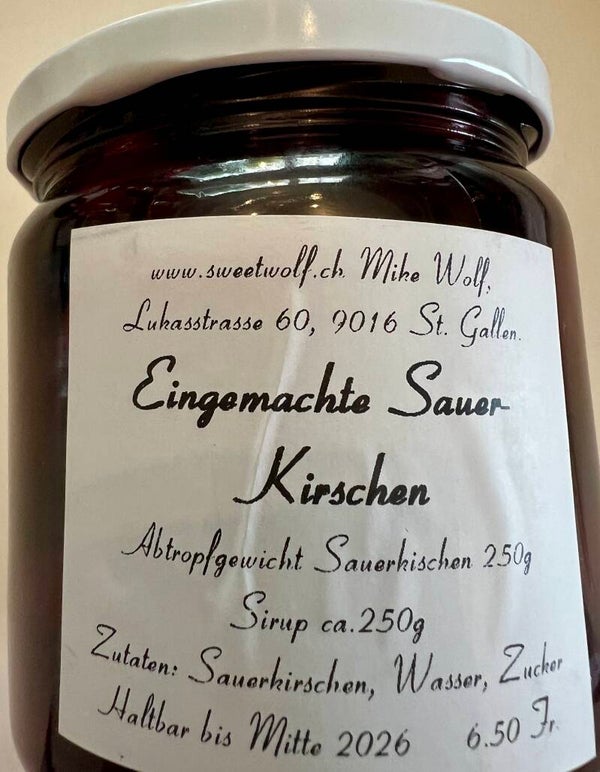 www.sweetwolf.ch Mike Wolf,
Lukasstrasse 60, 9016 St. Gallen.
Eingemachte Sauer-
Kirschen
Abtropfgewicht Sauerkischen 250g
Sirup ca.250g
Zutaten: Sauerkirschen, Wasser, Zucker
Haltbar bis Mitte 2026 6.50 Fr.